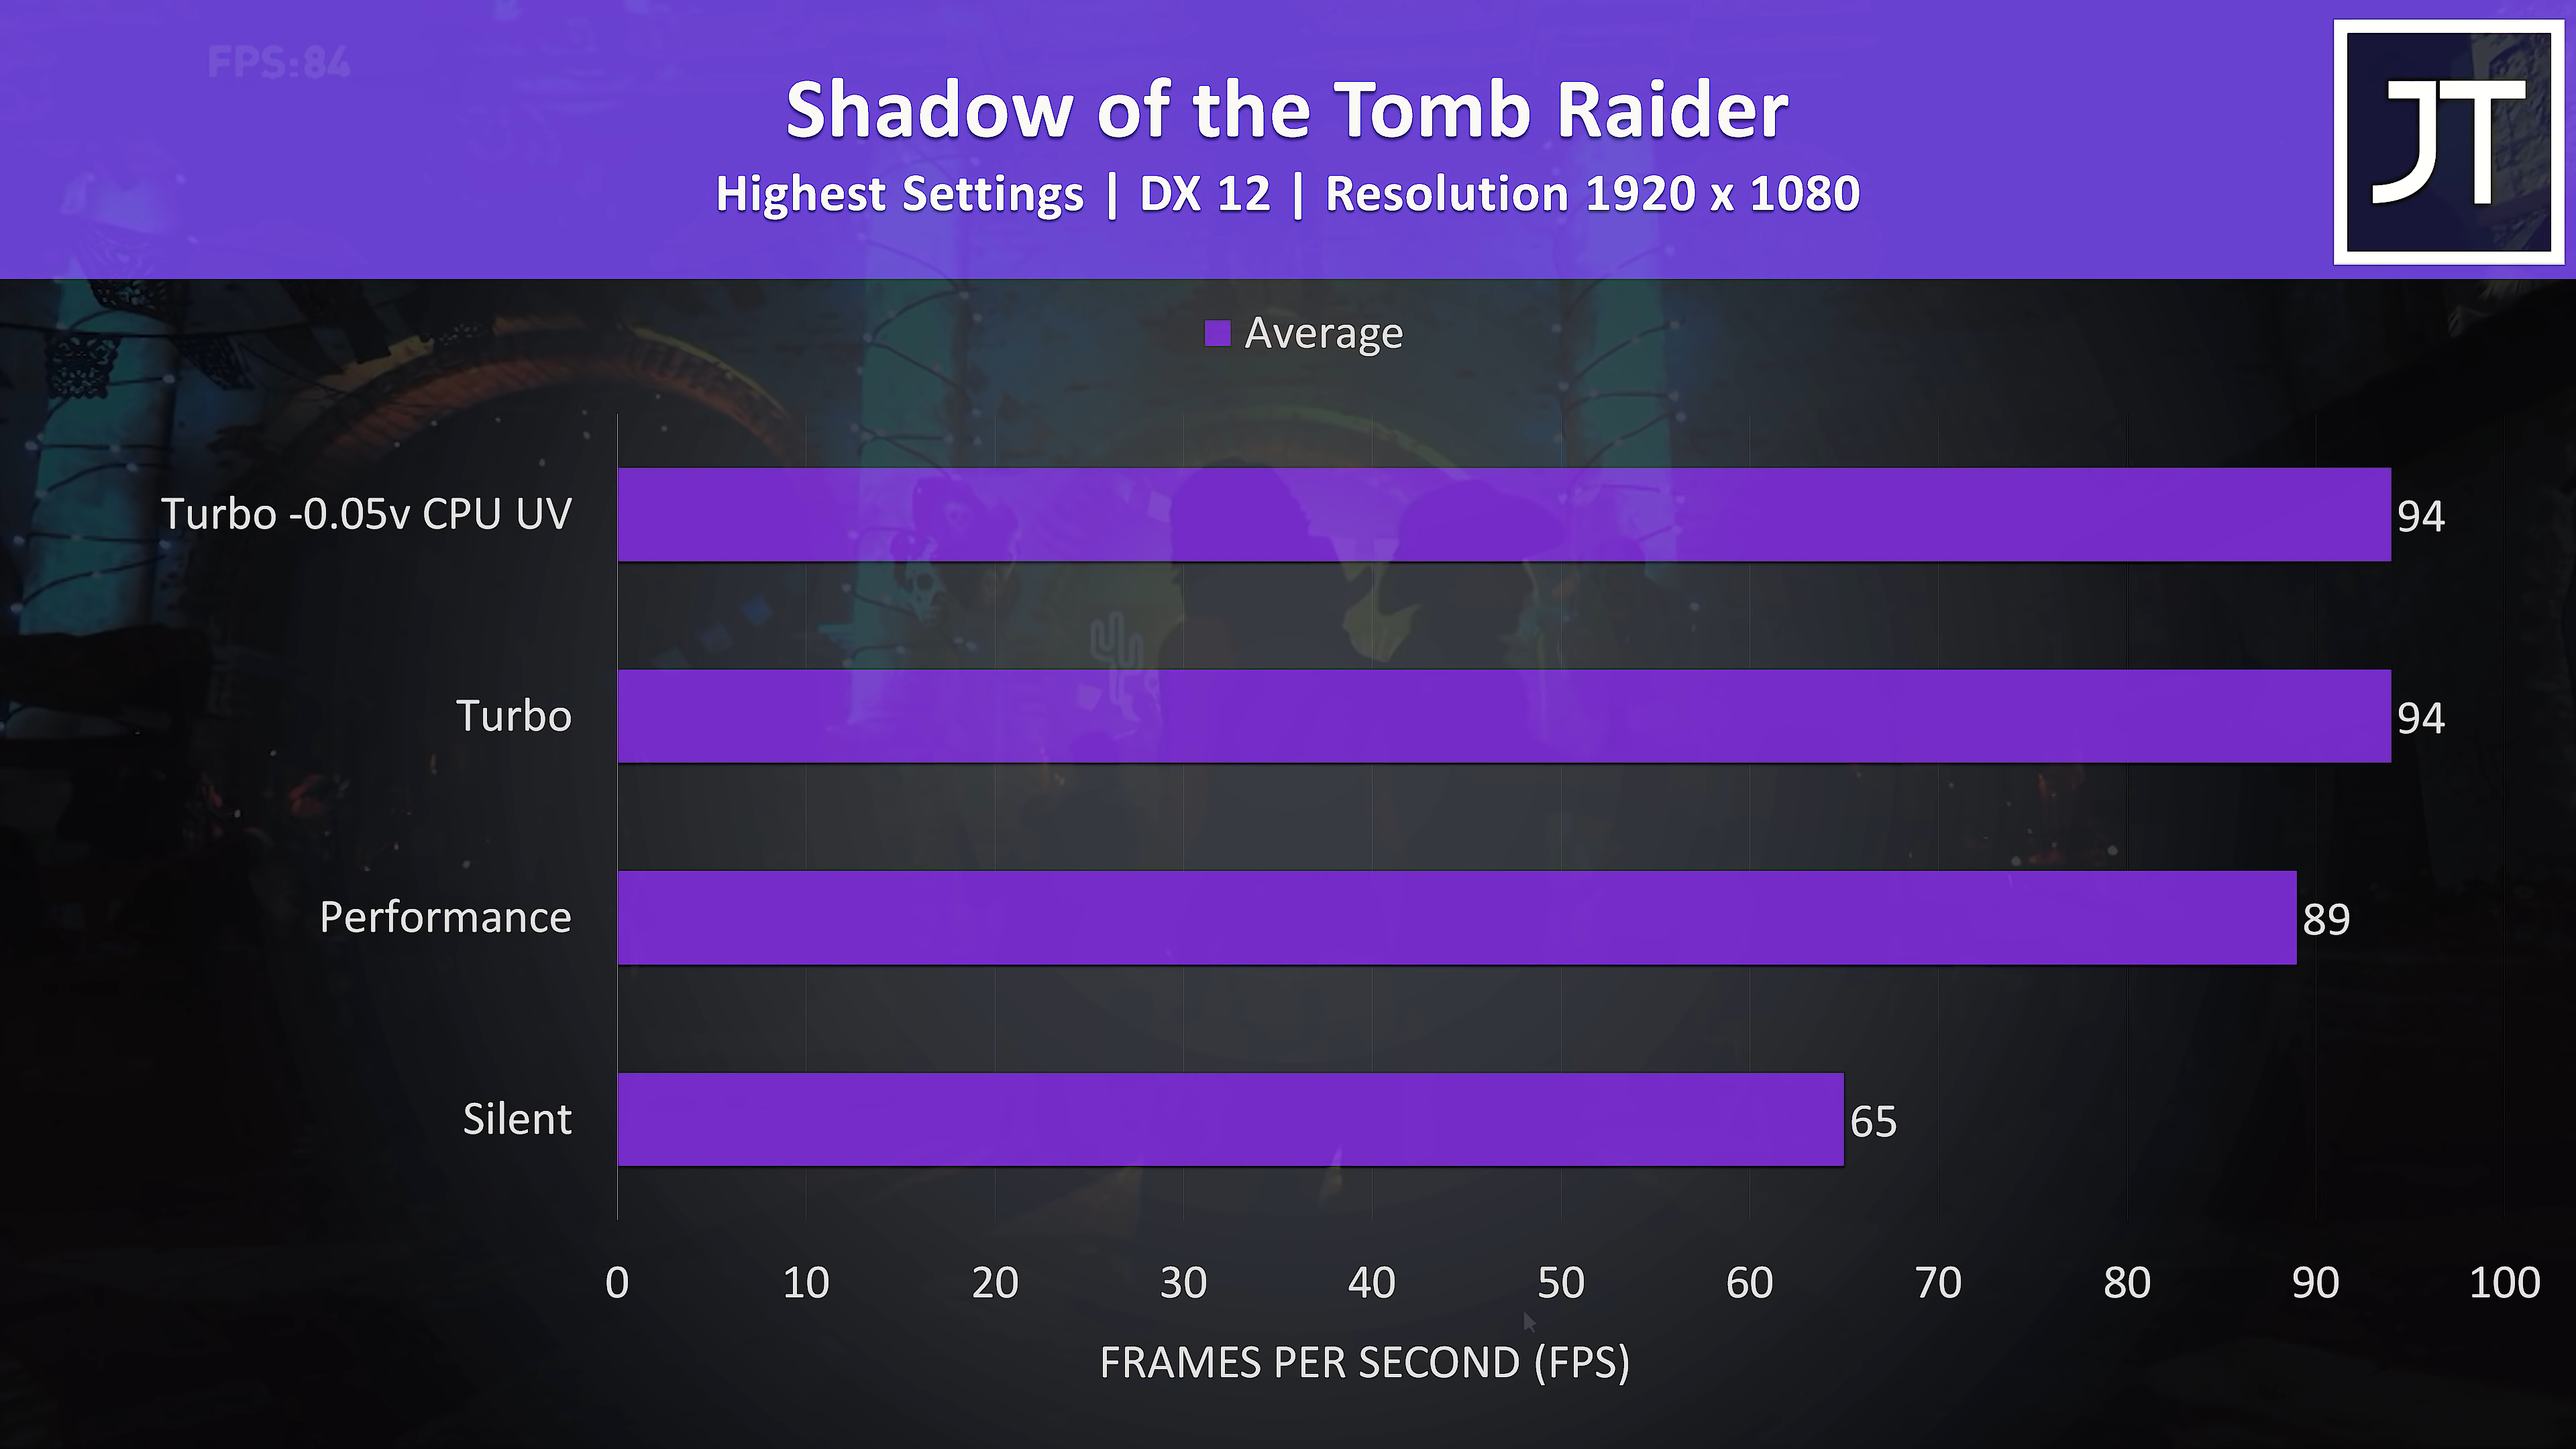 FPS:84
Shadow of the Tomb Raider
Highest Settings | DX 12 | Resolution 1920 x 1080
JT
Average
Turbo -0.05v CPU UV 94
Turbo 94
Performance 89
Silent 65
0 10 20 30 40 50 60 70 80 90 100
FRAMES PER SECOND (FPS)